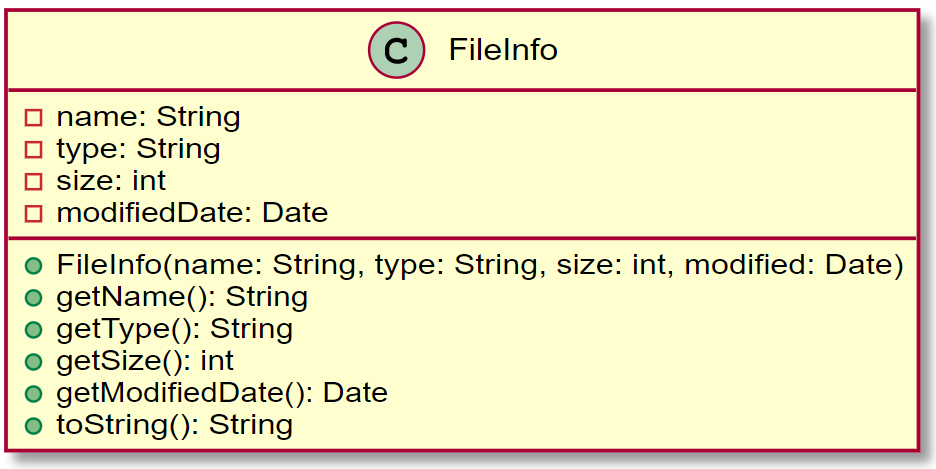 C FileInfo
name: String
type: String
size: int
modifiedDate: Date
FileInfo(name: String, type: String, size: int, modified: Date)
getName(): String
getType(): String
getSize(): int
getModifiedDate(): Date
toString(): String